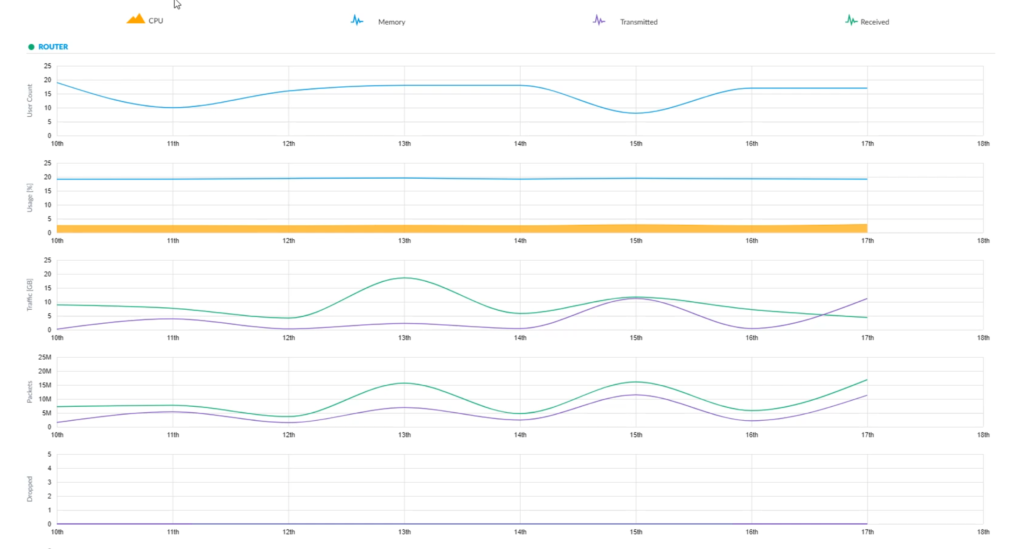 CPU Memory Transmitted Received
ROUTER
User Count
25
20
15
10
5
0
10th 11th 12th 13th 14th 15th 16th 17th 18th
Usage [%]
25
20
15
10
5
0
10th 11th 12th 13th 14th 15th 16th 17th 18th
Traffic [GB]
25
20
15
10
5
0
10th 11th 12th 13th 14th 15th 16th 17th 18th
Packets
25M
20M
15M
10M
5M
0
10th 11th 12th 13th 14th 15th 16th 17th 18th
Dropped
5
4
3
2
1
0
10th 11th 12th 13th 14th 15th 16th 17th 18th